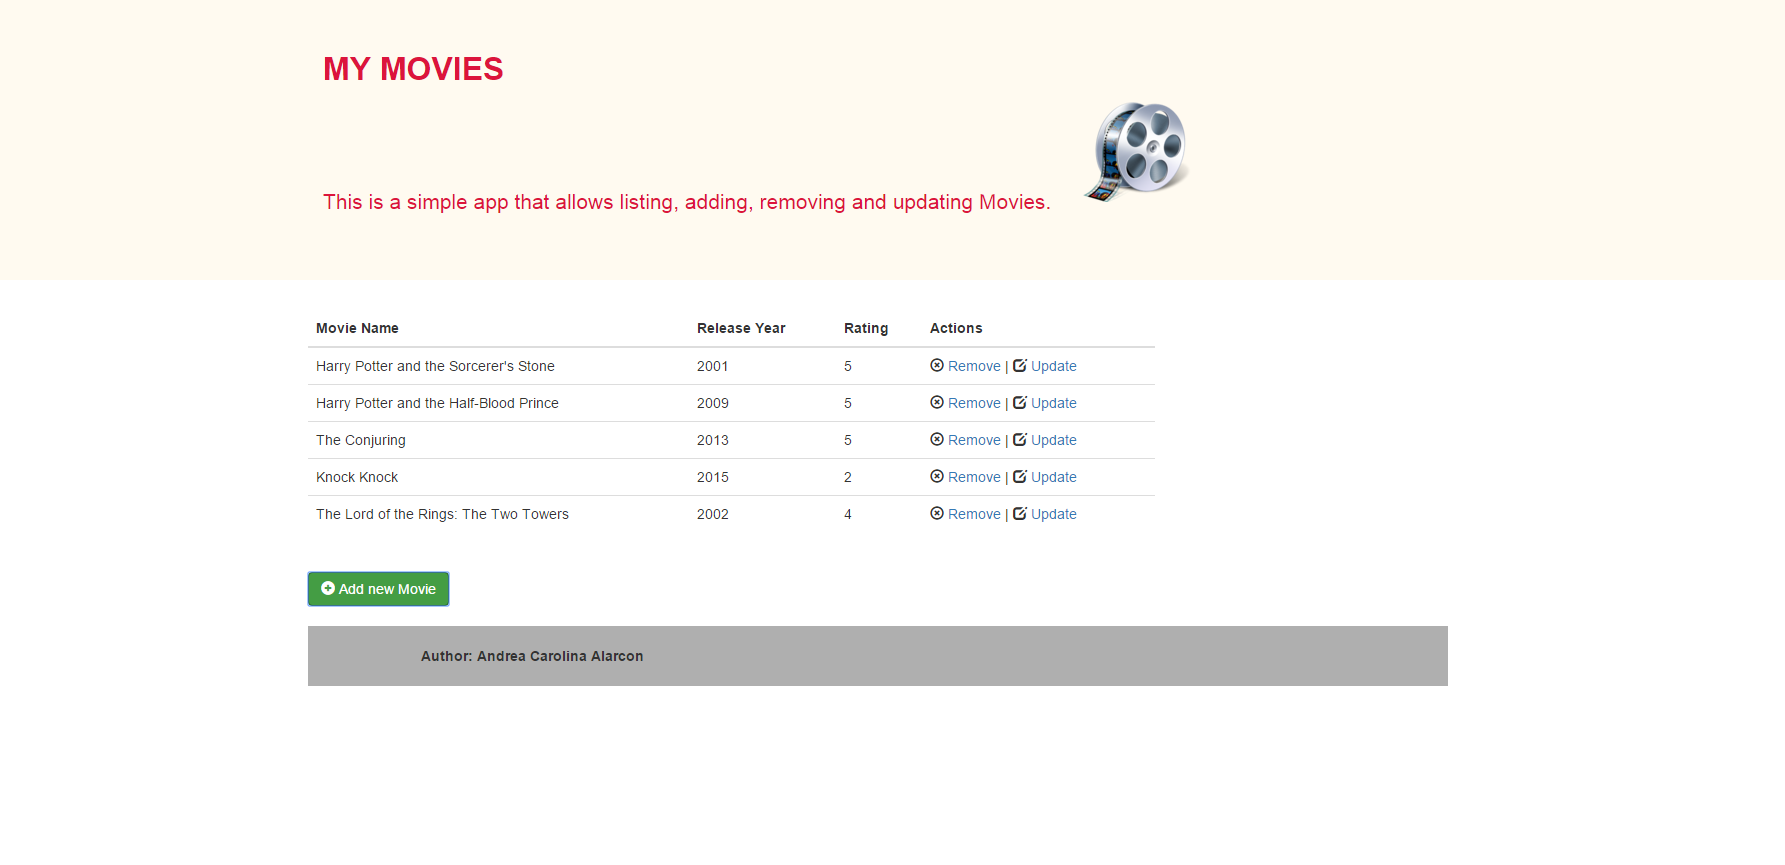 MY MOVIES
This is a simple app that allows listing, adding, removing and updating Movies.
Movie Name Release Year Rating Actions
Harry Potter and the Sorcerer's Stone 2001 5 Remove | Update
Harry Potter and the Half-Blood Prince 2009 5 Remove | Update
The Conjuring 2013 5 Remove | Update
Knock Knock 2015 2 Remove | Update
The Lord of the Rings: The Two Towers 2002 4 Remove | Update
Add new Movie
Author: Andrea Carolina Alarcon